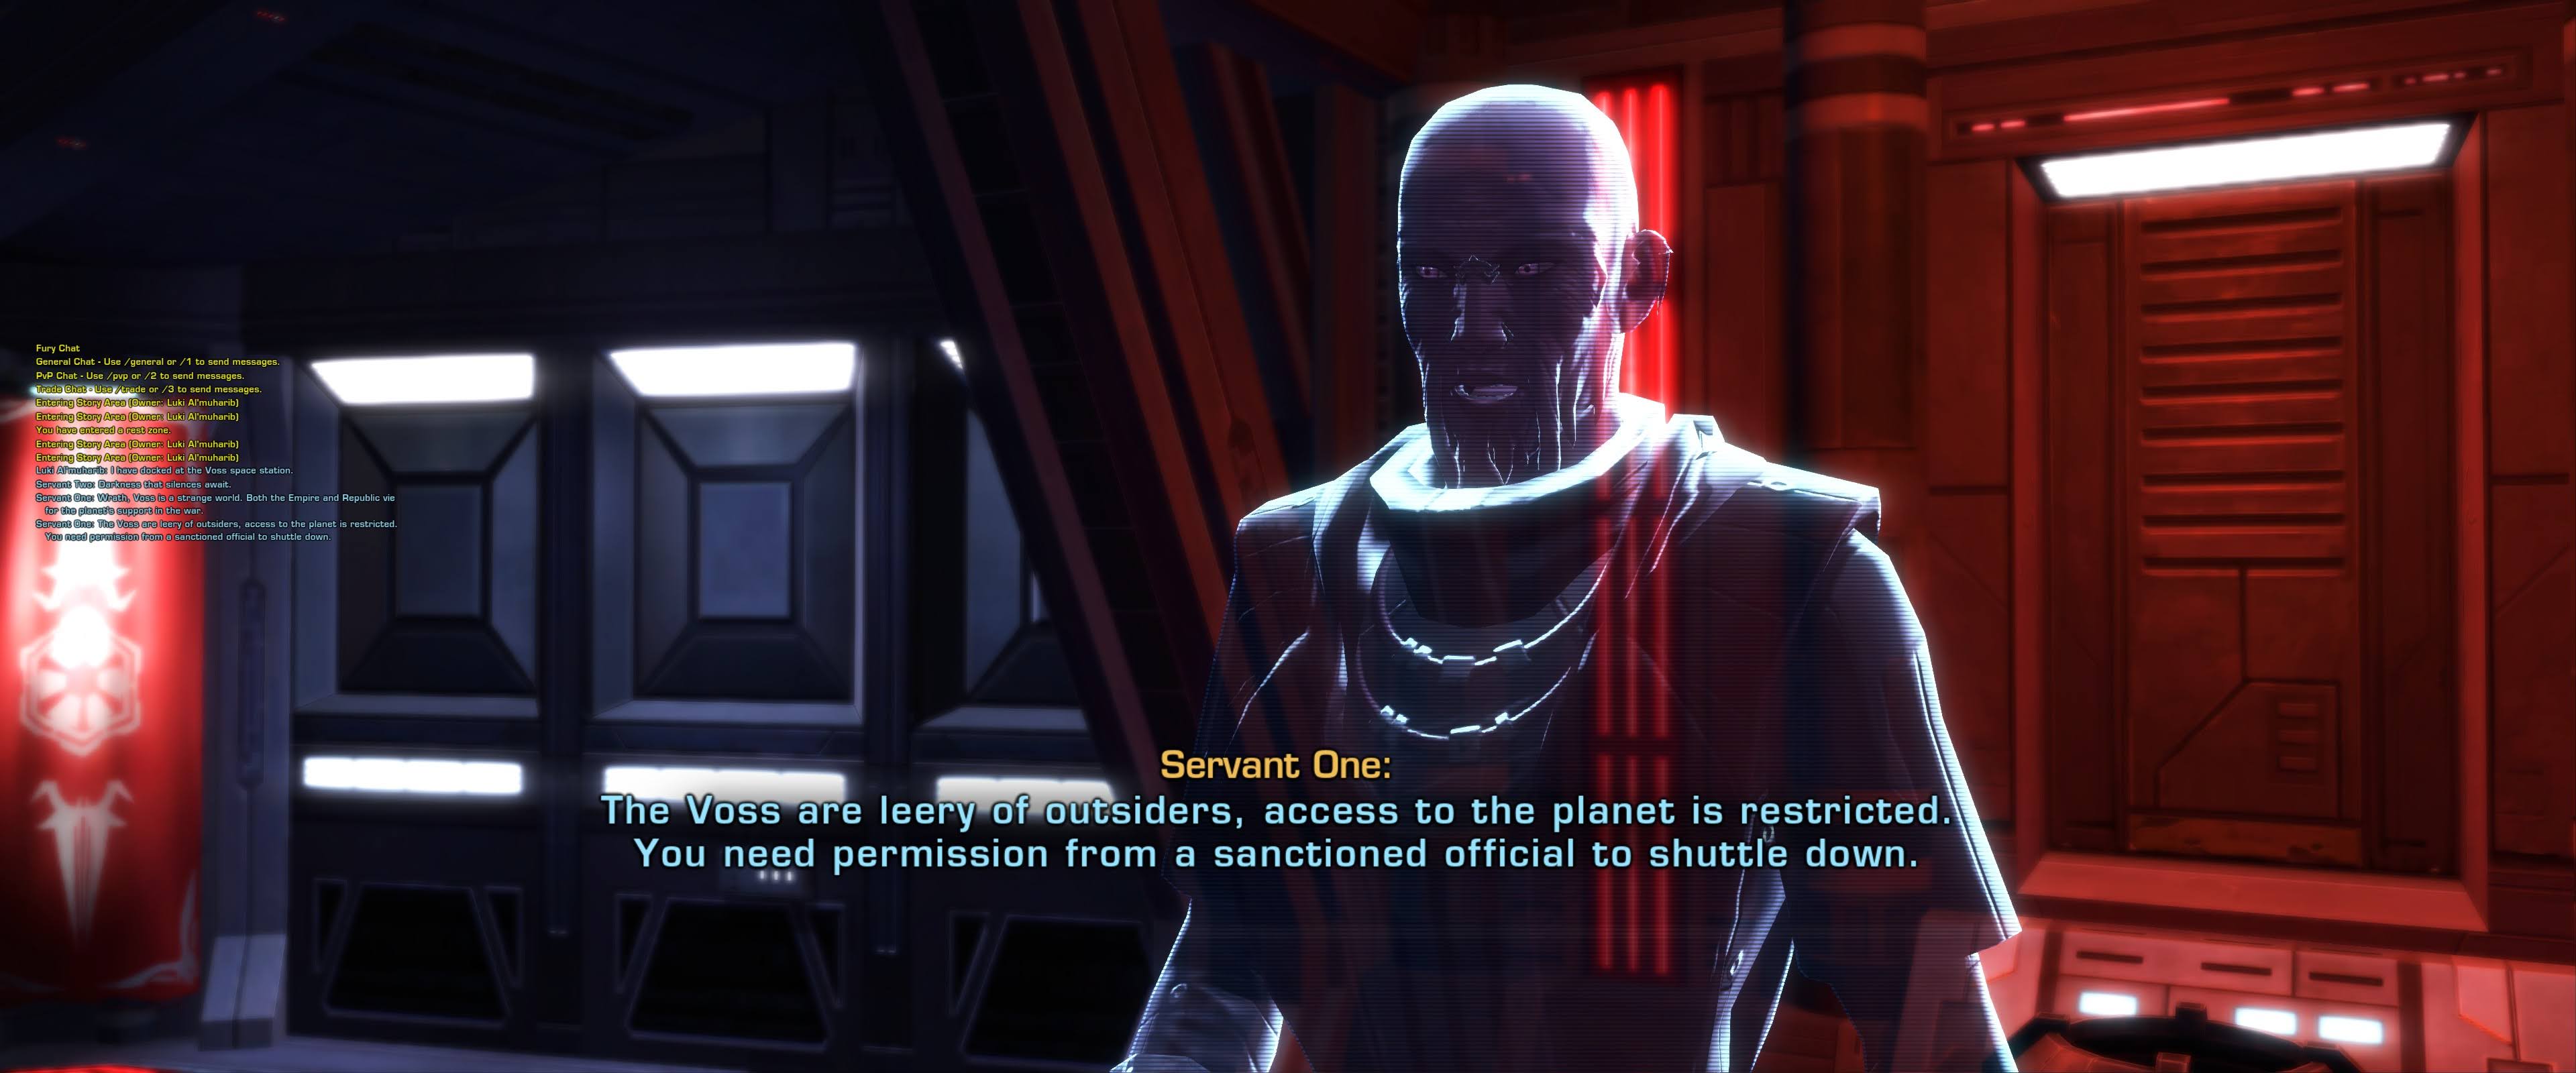 Fury Chat
General Chat - Use /general or /1 to send messages.
PvP Chat - Use /pvp or /2 to send messages.
Trade Chat - Use /trade or /3 to send messages.
Entering Story Area (Owner: Luki Al'muharib)
Entering Story Area (Owner: Luki Al'muharib)
You have entered a rest zone.
Entering Story Area (Owner: Luki Al'muharib)
Entering Story Area (Owner: Luki Al'muharib)
Luki Al'muharib: I have docked at the Voss space station.
Servant Two: Darkness that silences await.
Servant One: Wrath, Voss is a strange world. Both the Empire and Republic vie
for the planet's support in the war.
Servant One: The Voss are leery of outsiders, access to the planet is restricted.
You need permission from a sanctioned official to shuttle down.
Servant One:
The Voss are leery of outsiders, access to the planet is restricted.
You need permission from a sanctioned official to shuttle down.